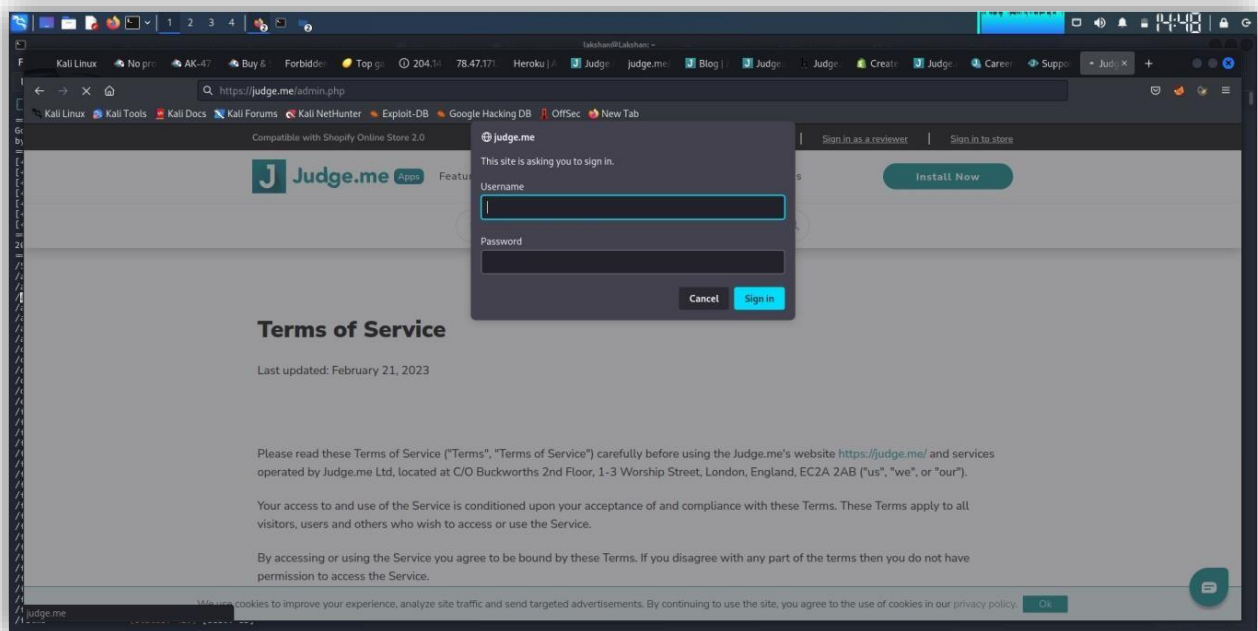 1 2 3 4
14:48
lakshan@Lakshan: ~
Kali Linux No pro AK-47 Buy & Forbidden Top ga 204.14 78.47.171. Heroku | Judge judge.me Blog | Judge. Judge. Create Judge. Career Suppo Judg
https://judge.me/admin.php
Kali Linux Kali Tools Kali Docs Kali Forums Kali NetHunter Exploit-DB Google Hacking DB OffSec New Tab
Compatible with Shopify Online Store 2.0
Sign in as a reviewer | Sign in to store
J Judge.me Apps Featu
s Install Now
judge.me
This site is asking you to sign in.
Username
Password
Cancel Sign in
Terms of Service
Last updated: February 21, 2023
Please read these Terms of Service ("Terms", "Terms of Service") carefully before using the Judge.me's website https://judge.me/ and services
operated by Judge.me Ltd, located at C/O Buckworths 2nd Floor, 1-3 Worship Street, London, England, EC2A 2AB ("us", "we", or "our").
Your access to and use of the Service is conditioned upon your acceptance of and compliance with these Terms. These Terms apply to all
visitors, users and others who wish to access or use the Service.
By accessing or using the Service you agree to be bound by these Terms. If you disagree with any part of the terms then you do not have
permission to access the Service.
We use cookies to improve your experience, analyze site traffic and send targeted advertisements. By continuing to use the site, you agree to the use of cookies in our privacy policy. Ok
judge.me